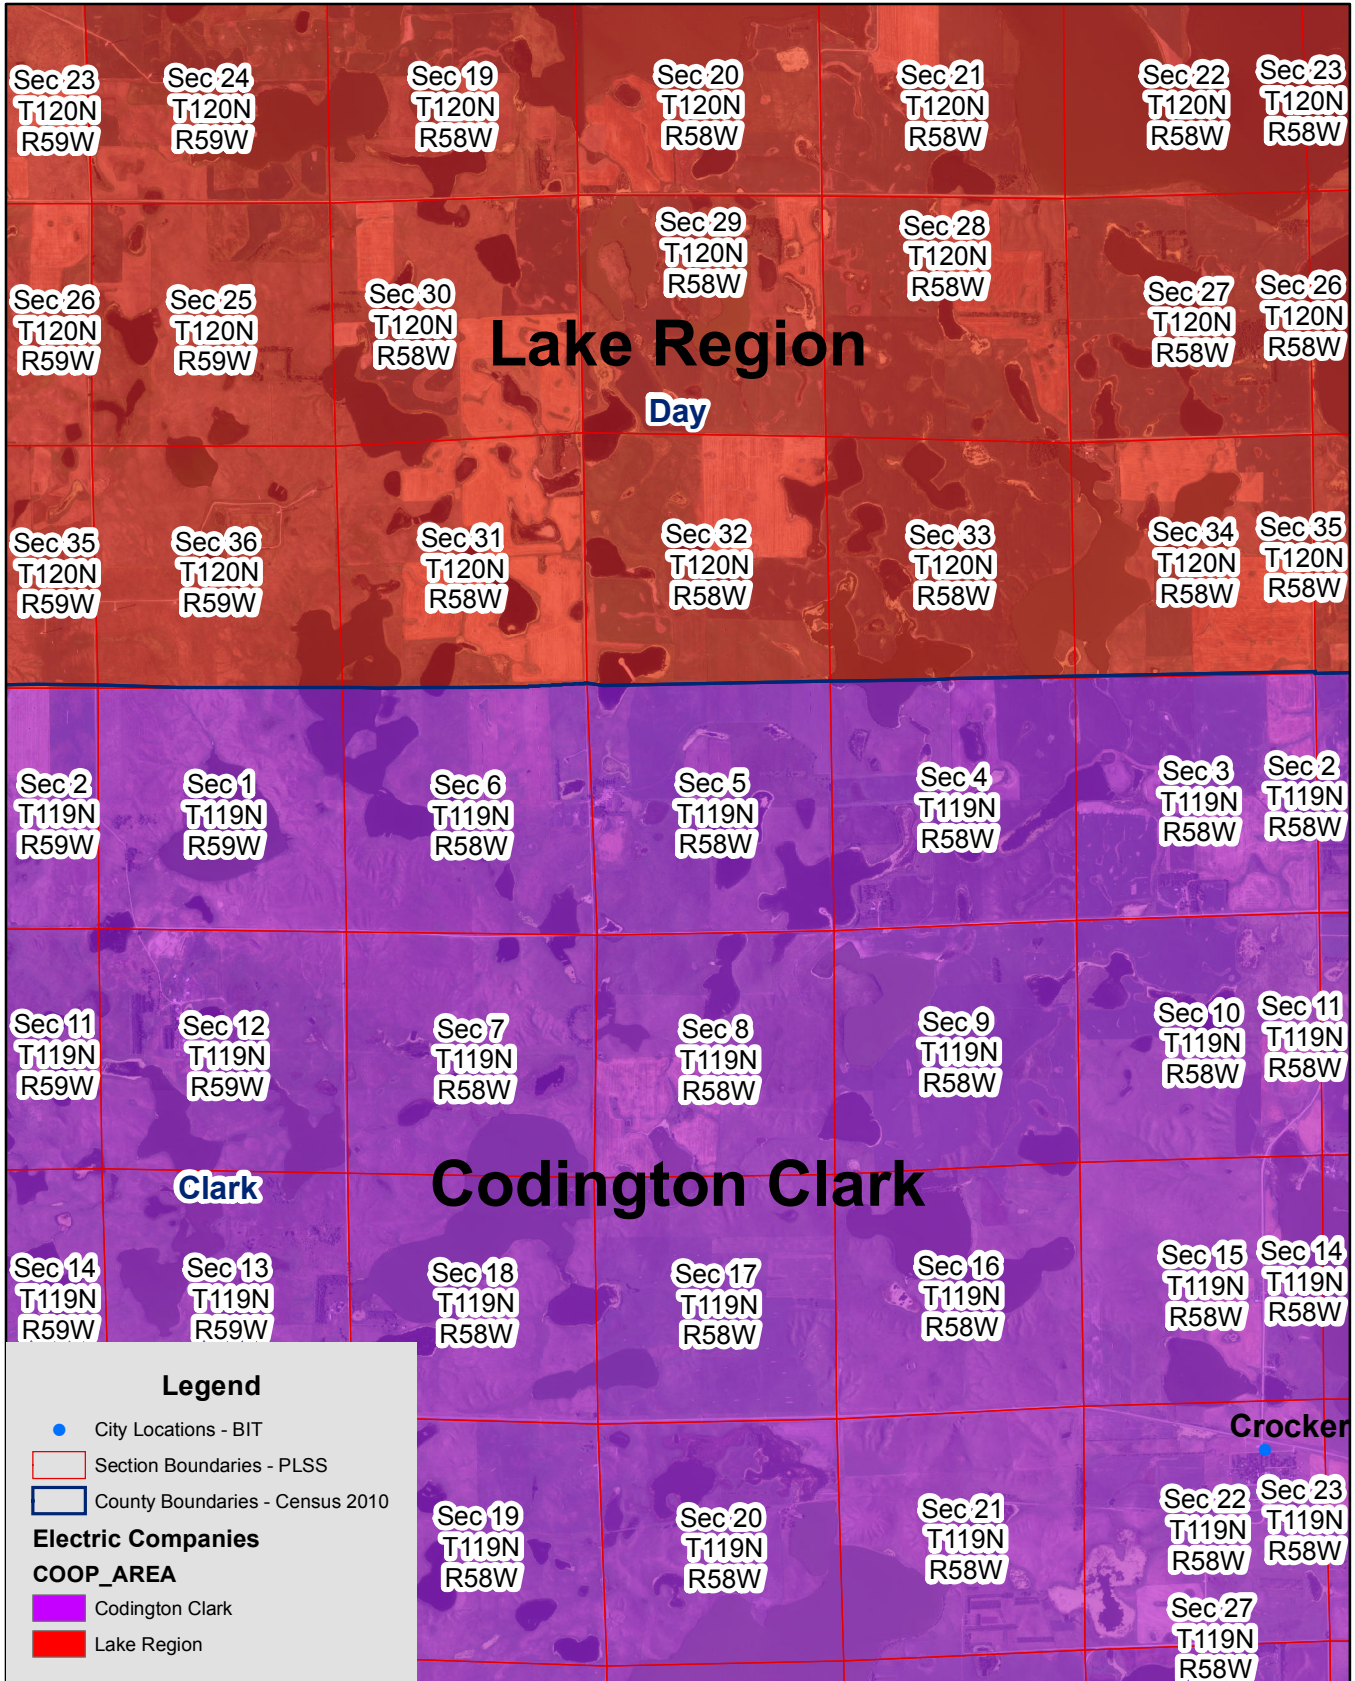 Sec 23
T120N
R59W
Sec 24
T120N
R59W
Sec 19
T120N
R58W
Sec 20
T120N
R58W
Sec 21
T120N
R58W
Sec 22
T120N
R58W
Sec 23
T120N
R58W
Sec 26
T120N
R59W
Sec 25
T120N
R59W
Sec 30
T120N
R58W
Sec 29
T120N
R58W
Sec 28
T120N
R58W
Sec 27
T120N
R58W
Sec 26
T120N
R58W
Lake Region
Day
Sec 35
T120N
R59W
Sec 36
T120N
R59W
Sec 31
T120N
R58W
Sec 32
T120N
R58W
Sec 33
T120N
R58W
Sec 34
T120N
R58W
Sec 35
T120N
R58W
Sec 2
T119N
R59W
Sec 1
T119N
R59W
Sec 6
T119N
R58W
Sec 5
T119N
R58W
Sec 4
T119N
R58W
Sec 3
T119N
R58W
Sec 2
T119N
R58W
Sec 11
T119N
R59W
Sec 12
T119N
R59W
Sec 7
T119N
R58W
Sec 8
T119N
R58W
Sec 9
T119N
R58W
Sec 10
T119N
R58W
Sec 11
T119N
R58W
Clark
Codington Clark
Sec 14
T119N
R59W
Sec 13
T119N
R59W
Sec 18
T119N
R58W
Sec 17
T119N
R58W
Sec 16
T119N
R58W
Sec 15
T119N
R58W
Sec 14
T119N
R58W
Crocker
Sec 19
T119N
R58W
Sec 20
T119N
R58W
Sec 21
T119N
R58W
Sec 22
T119N
R58W
Sec 23
T119N
R58W
Sec 27
T119N
R58W
Legend
City Locations - BIT
Section Boundaries - PLSS
County Boundaries - Census 2010
Electric Companies
COOP_AREA
Codington Clark
Lake Region